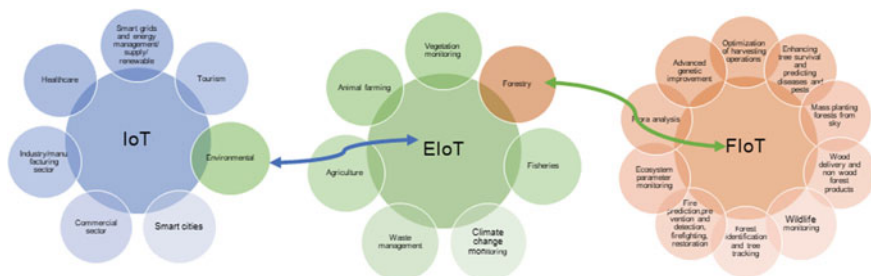 Smart grids
and energy
management/
supply/
renewable
Tourism
Environmental
Smart cities
Commercial
sector
Industry/manu
facturing
sector
Healthcare
IoT
Vegetation
monitoring
Forestry
Fisheries
Climate
change
monitoring
Waste
management
Agriculture
Animal farming
EIoT
Optimization
of harvesting
operations
Enhancing
tree survival
and
predicting
diseases and
pests
Mass planting
forests from
sky
Wood
delivery and
non wood
forest
products
Wildlife
monitoring
Forest
identification
and tree
tracking
Fire
prediction,pre
vention and
detection,
firefighting,
restoration
Ecosystem
parameter
monitoring
Flora analysis
Advanced
genetic
improvement
FIoT